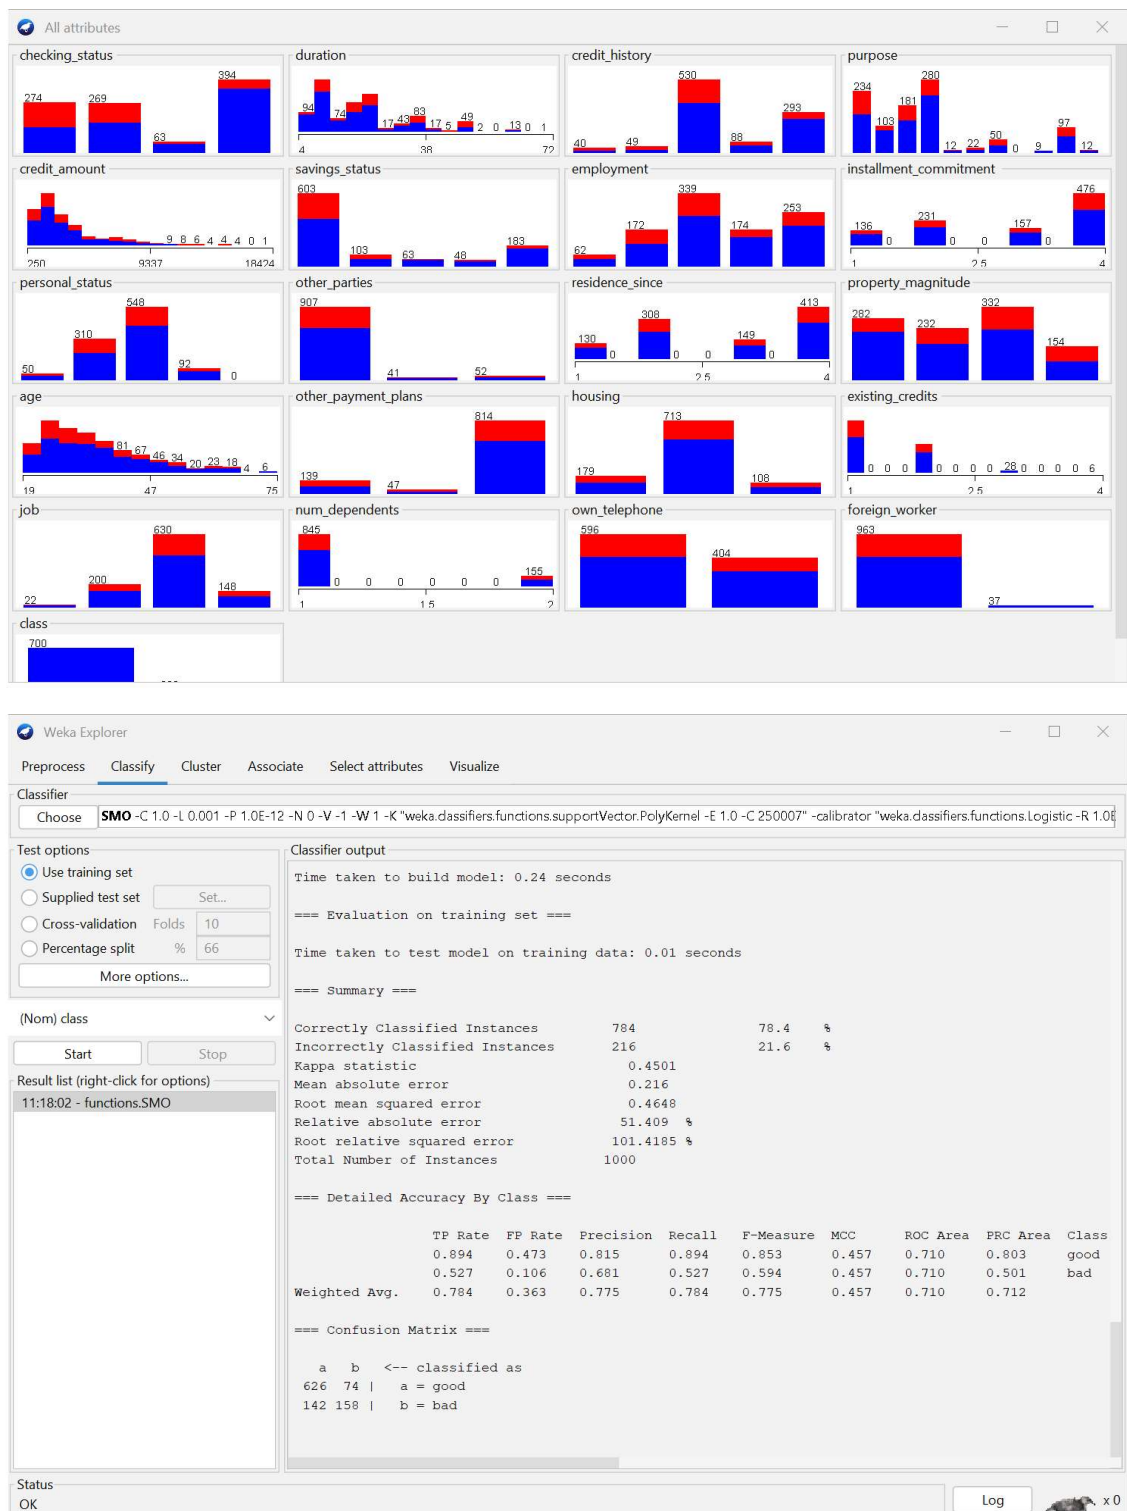 All attributes
checking_status
274 269 63 394
duration
94 74 17 43 83 17 5 49 2 0 13 0 1
4 38 72
credit_history
40 49 530 88 293
purpose
234 103 181 280 12 22 50 0 9 97 12
credit_amount
9 8 6 4 4 4 0 1
250 9337 18424
savings_status
603 103 63 48 183
employment
62 172 339 174 253
installment_commitment
136 0 231 0 0 157 0 476
1 2.5 4
personal_status
50 310 548 92 0
other_parties
907 41 52
residence_since
130 0 308 0 0 149 0 413
1 2.5 4
property_magnitude
282 232 332 154
age
81 67 46 34 20 23 18 4 6
19 47 75
other_payment_plans
139 47 814
housing
179 713 108
existing_credits
0 0 0 0 0 0 0 0 28 0 0 0 0 6
1 2.5 4
job
22 200 630 148
num_dependents
845 0 0 0 0 0 0 155
1 1.5 2
own_telephone
596 404
foreign_worker
963 37
class
700
Weka Explorer
Preprocess Classify Cluster Associate Select attributes Visualize
Classifier
Choose SMO -C 1.0 -L 0.001 -P 1.0E-12 -N 0 -V -1 -W 1 -K "weka.classifiers.functions.supportVector.PolyKernel -E 1.0 -C 250007" -calibrator "weka.classifiers.functions.Logistic -R 1.0E
Test options
Use training set
Supplied test set Set...
Cross-validation Folds 10
Percentage split % 66
More options...
(Nom) class
Start Stop
Result list (right-click for options)
11:18:02 - functions.SMO
Classifier output
Time taken to build model: 0.24 seconds
=== Evaluation on training set ===
Time taken to test model on training data: 0.01 seconds
=== Summary ===
Correctly Classified Instances 784 78.4 %
Incorrectly Classified Instances 216 21.6 %
Kappa statistic 0.4501
Mean absolute error 0.216
Root mean squared error 0.4648
Relative absolute error 51.409 %
Root relative squared error 101.4185 %
Total Number of Instances 1000
=== Detailed Accuracy By Class ===
TP Rate FP Rate Precision Recall F-Measure MCC ROC Area PRC Area Class
0.894 0.473 0.815 0.894 0.853 0.457 0.710 0.803 good
0.527 0.106 0.681 0.527 0.594 0.457 0.710 0.501 bad
Weighted Avg. 0.784 0.363 0.775 0.784 0.775 0.457 0.710 0.712
=== Confusion Matrix ===
a b <-- classified as
626 74 | a = good
142 158 | b = bad
Status
OK
Log
x 0